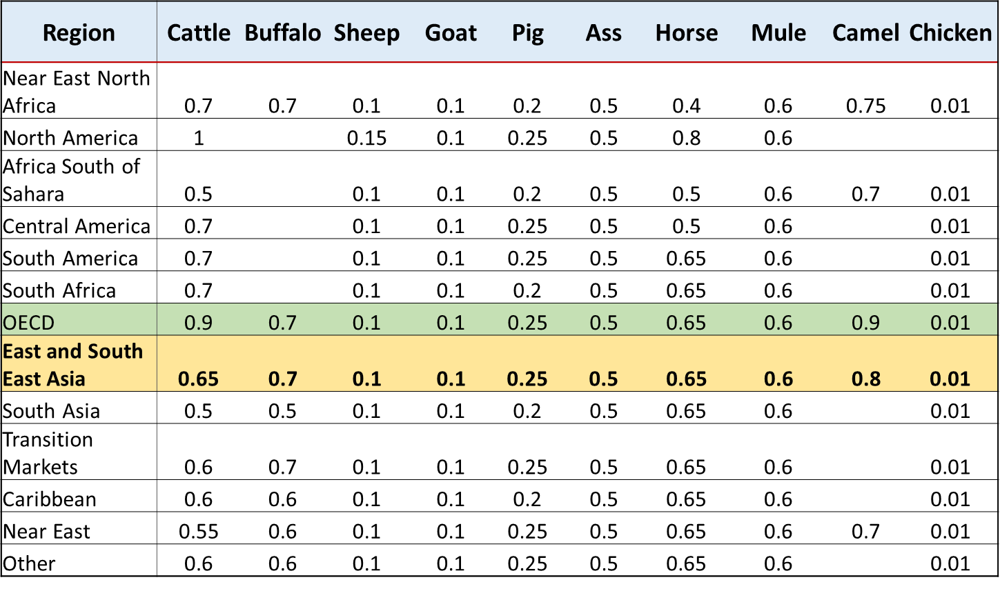 Region Cattle Buffalo Sheep Goat Pig Ass Horse Mule Camel Chicken
Near East North
Africa 0.7 0.7 0.1 0.1 0.2 0.5 0.4 0.6 0.75 0.01
North America 1 0.15 0.1 0.25 0.5 0.8 0.6
Africa South of
Sahara 0.5 0.1 0.1 0.2 0.5 0.5 0.6 0.7 0.01
Central America 0.7 0.1 0.1 0.25 0.5 0.5 0.6 0.01
South America 0.7 0.1 0.1 0.25 0.5 0.65 0.6 0.01
South Africa 0.7 0.1 0.1 0.2 0.5 0.65 0.6 0.01
OECD 0.9 0.7 0.1 0.1 0.25 0.5 0.65 0.6 0.9 0.01
East and South
East Asia 0.65 0.7 0.1 0.1 0.25 0.5 0.65 0.6 0.8 0.01
South Asia 0.5 0.5 0.1 0.1 0.2 0.5 0.65 0.6 0.01
Transition
Markets 0.6 0.7 0.1 0.1 0.25 0.5 0.65 0.6 0.01
Caribbean 0.6 0.6 0.1 0.1 0.2 0.5 0.65 0.6 0.01
Near East 0.55 0.6 0.1 0.1 0.25 0.5 0.65 0.6 0.7 0.01
Other 0.6 0.6 0.1 0.1 0.25 0.5 0.65 0.6 0.01